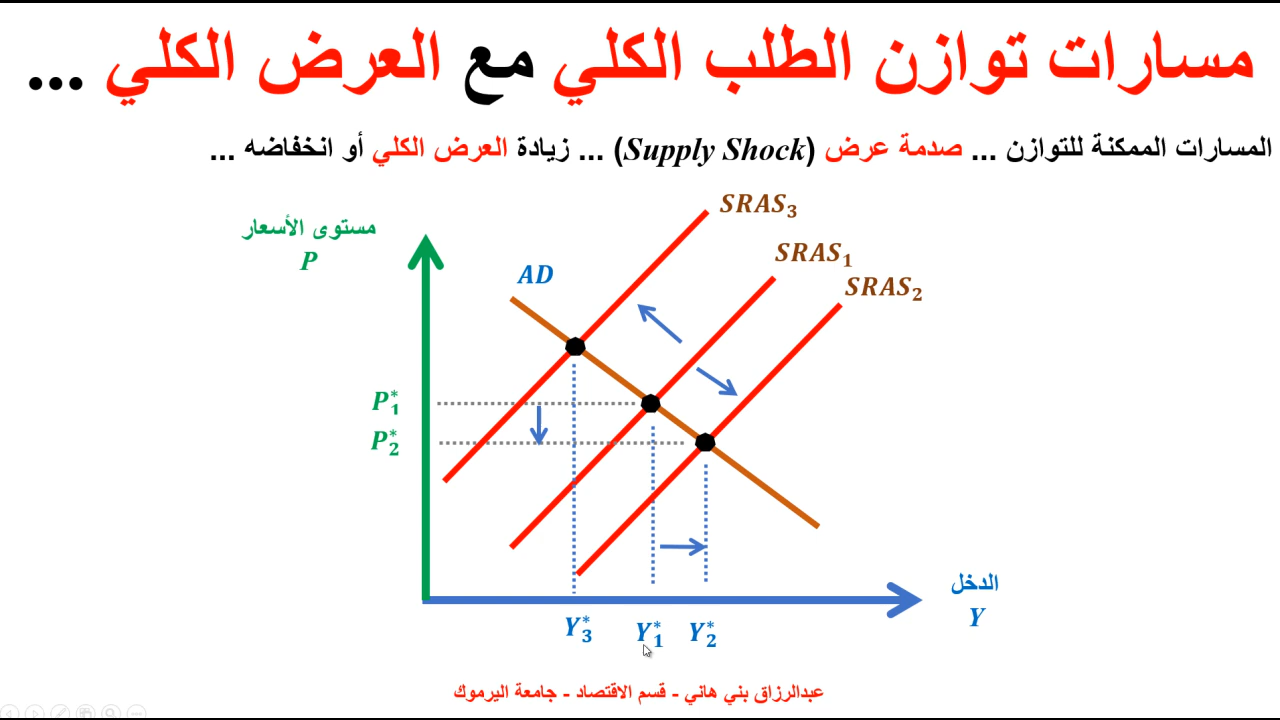 مسارات توازن الطلب الكلي مع العرض الكلي ...
المسارات الممكنة للتوازن ... صدمة عرض (Supply Shock) ... زيادة العرض الكلي أو انخفاضه ...
SRAS₃
مستوى الأسعار
P
SRAS₁
AD
SRAS₂
P₁*
P₂*
الدخل
Y
Y₃* Y₁* Y₂*
عبدالرزاق بني هاني - قسم الاقتصاد - جامعة اليرموك